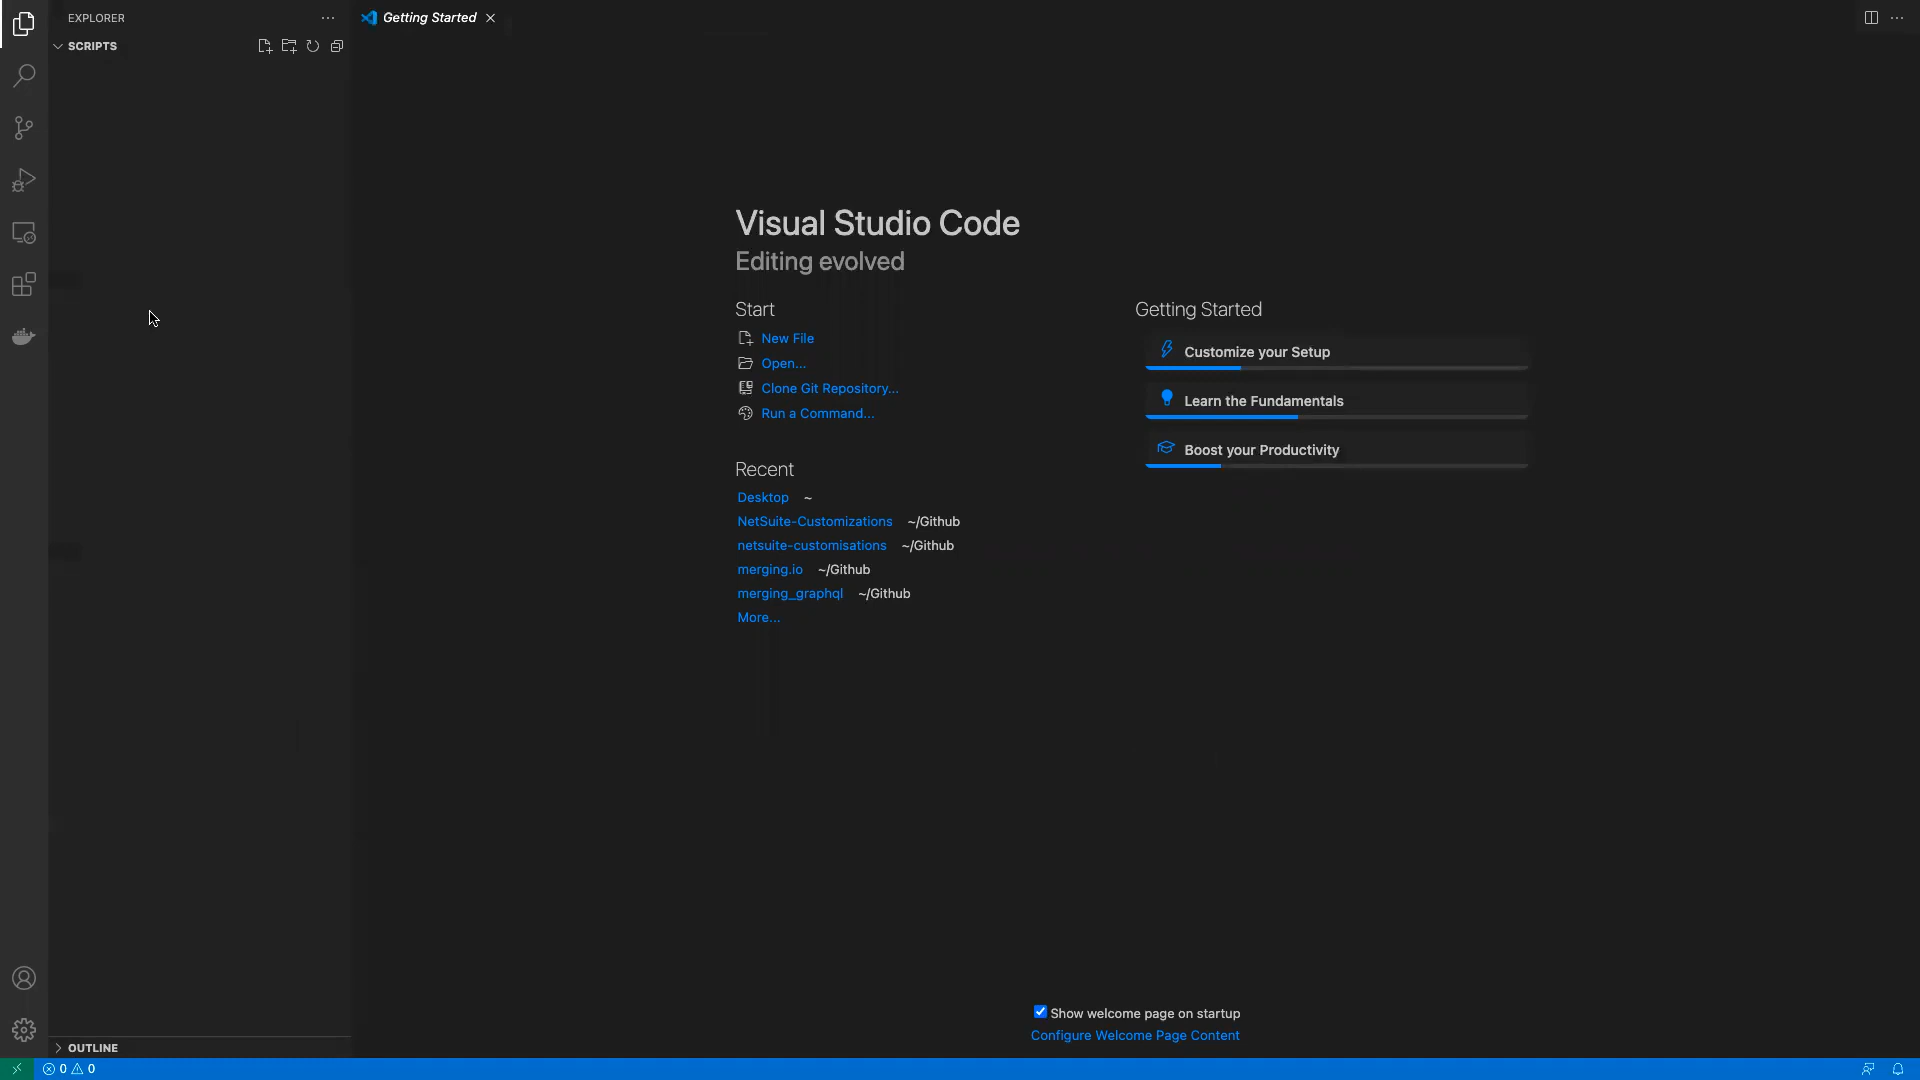 EXPLORER
SCRIPTS
Getting Started
Visual Studio Code
Editing evolved
Start
New File
Open...
Clone Git Repository...
Run a Command...
Recent
Desktop ~
NetSuite-Customizations ~/Github
netsuite-customisations ~/Github
merging.io ~/Github
merging_graphql ~/Github
More...
Getting Started
Customize your Setup
Learn the Fundamentals
Boost your Productivity
Show welcome page on startup
Configure Welcome Page Content
OUTLINE
0 0